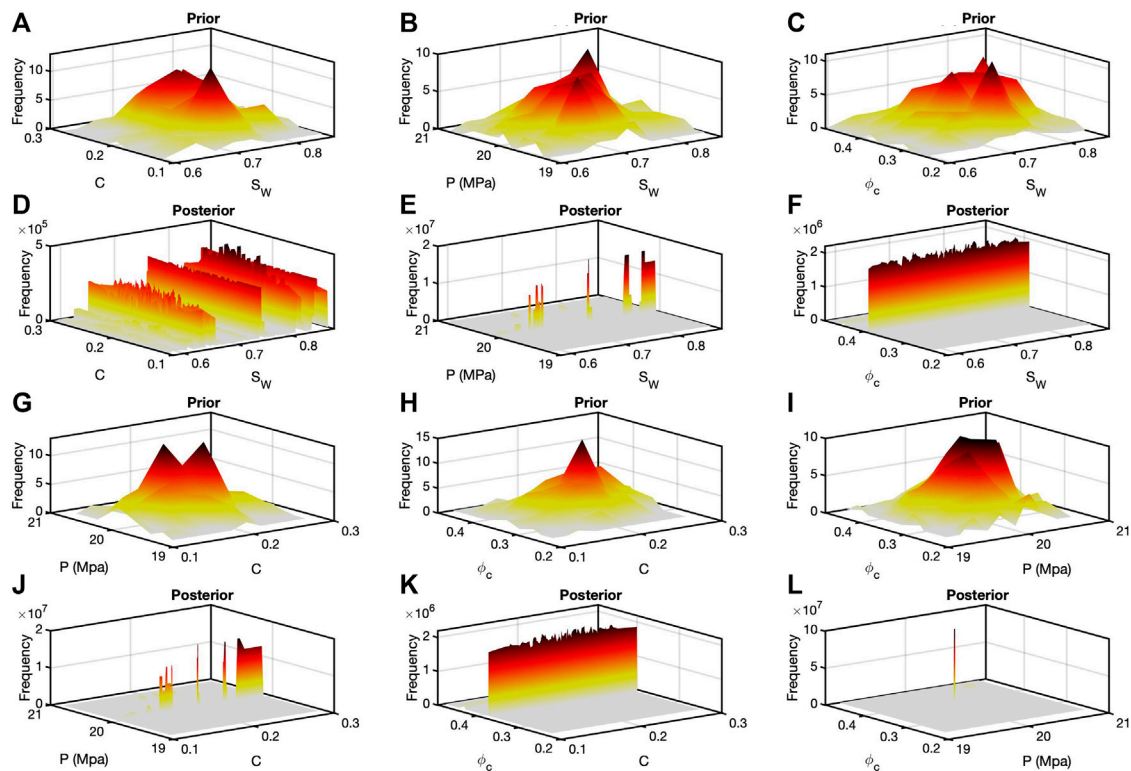 A
Prior
Frequency
10
5
0
0.3
0.2
0.1
C
0.6
0.7
0.8
S_W
B
Prior
Frequency
10
5
0
21
20
19
P (MPa)
0.6
0.7
0.8
S_W
C
Prior
Frequency
10
5
0
0.4
0.3
0.2
ϕ_c
0.6
0.7
0.8
S_W
D
Posterior
×10^5
Frequency
5
0
0.3
0.2
0.1
C
0.6
0.7
0.8
S_W
E
Posterior
×10^7
Frequency
2
1
0
21
20
19
P (MPa)
0.6
0.7
0.8
S_W
F
Posterior
×10^6
Frequency
2
1
0
0.4
0.3
0.2
ϕ_c
0.6
0.7
0.8
S_W
G
Prior
Frequency
10
5
0
21
20
19
P (Mpa)
0.1
0.2
0.3
C
H
Prior
Frequency
15
10
5
0
0.4
0.3
0.2
ϕ_c
0.1
0.2
0.3
C
I
Prior
Frequency
10
5
0
0.4
0.3
0.2
ϕ_c
19
20
21
P (Mpa)
J
Posterior
×10^7
Frequency
2
1
0
21
20
19
P (Mpa)
0.1
0.2
0.3
C
K
Posterior
×10^6
Frequency
2
1
0
0.4
0.3
0.2
ϕ_c
0.1
0.2
0.3
C
L
Posterior
×10^7
Frequency
10
5
0
0.4
0.3
0.2
ϕ_c
19
20
21
P (Mpa)